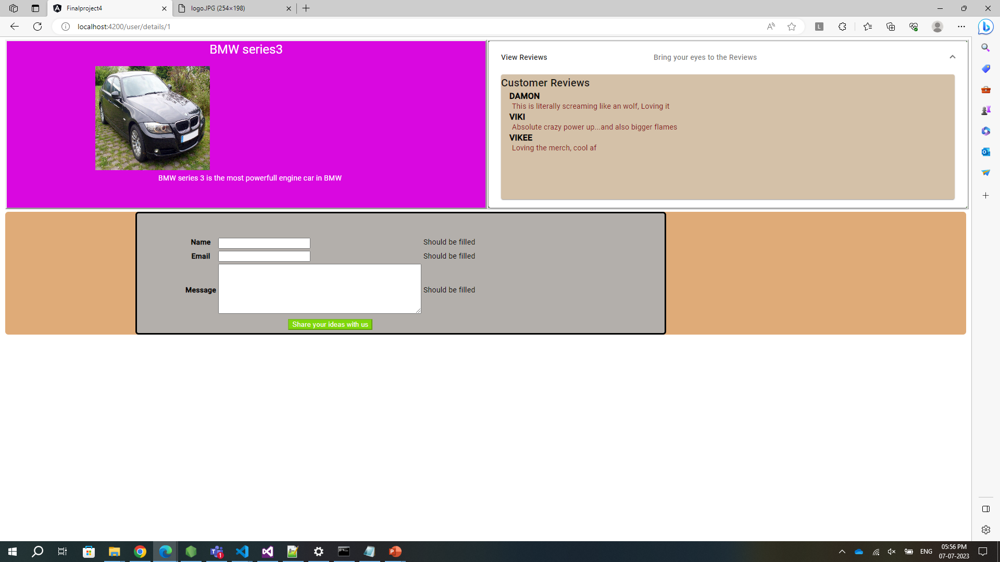 Finalproject4
logo.JPG (254×198)
localhost:4200/user/details/1
L
BMW series3
BMW series 3 is the most powerfull engine car in BMW
View Reviews
Bring your eyes to the Reviews
Customer Reviews
DAMON
This is literally screaming like an wolf, Loving it
VIKI
Absolute crazy power up...and also bigger flames
VIKEE
Loving the merch, cool af
Name
Should be filled
Email
Should be filled
Message
Should be filled
Share your ideas with us
1
ENG
05:56 PM
07-07-2023